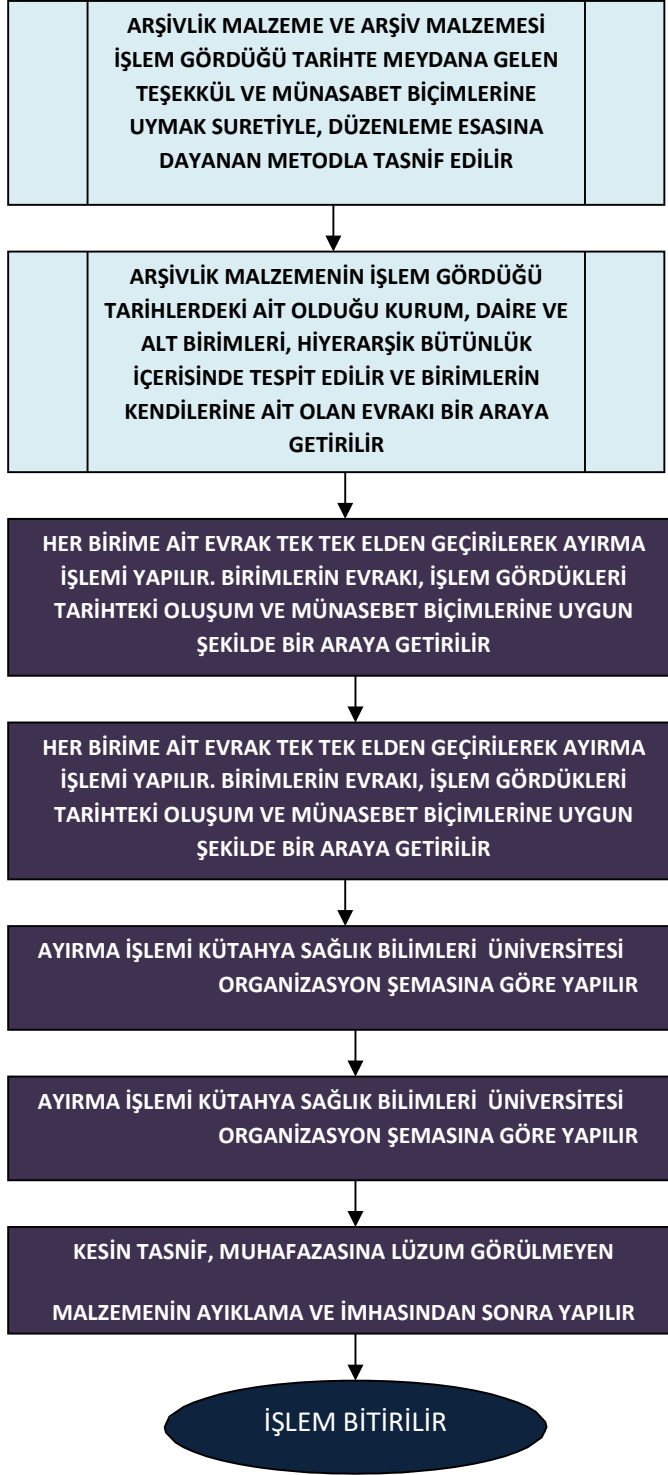 ARŞİVLİK MALZEME VE ARŞİV MALZEMESİ
İŞLEM GÖRDÜĞÜ TARİHTE MEYDANA GELEN
TEŞEKKÜL VE MÜNASABET BİÇİMLERİNE
UYMAK SURETİYLE, DÜZENLEME ESASINA
DAYANAN METODLA TASNİF EDİLİR
ARŞİVLİK MALZEMENİN İŞLEM GÖRDÜĞÜ
TARİHLERDEKİ AİT OLDUĞU KURUM, DAİRE VE
ALT BİRİMLERİ, HİYERARŞİK BÜTÜNLÜK
İÇERİSİNDE TESPİT EDİLİR VE BİRİMLERİN
KENDİLERİNE AİT OLAN EVRAKI BİR ARAYA
GETİRİLİR
HER BİRİME AİT EVRAK TEK TEK ELDEN GEÇİRİLEREK AYIRMA
İŞLEMİ YAPILIR. BİRİMLERİN EVRAKI, İŞLEM GÖRDÜKLERİ
TARİHTEKİ OLUŞUM VE MÜNASEBET BİÇİMLERİNE UYGUN
ŞEKİLDE BİR ARAYA GETİRİLİR
HER BİRİME AİT EVRAK TEK TEK ELDEN GEÇİRİLEREK AYIRMA
İŞLEMİ YAPILIR. BİRİMLERİN EVRAKI, İŞLEM GÖRDÜKLERİ
TARİHTEKİ OLUŞUM VE MÜNASEBET BİÇİMLERİNE UYGUN
ŞEKİLDE BİR ARAYA GETİRİLİR
AYIRMA İŞLEMİ KÜTAHYA SAĞLIK BİLİMLERİ ÜNİVERSİTESİ
ORGANİZASYON ŞEMASINA GÖRE YAPILIR
AYIRMA İŞLEMİ KÜTAHYA SAĞLIK BİLİMLERİ ÜNİVERSİTESİ
ORGANİZASYON ŞEMASINA GÖRE YAPILIR
KESİN TASNİF, MUHAFAZASINA LÜZUM GÖRÜLMEYEN
MALZEMENİN AYIKLAMA VE İMHASINDAN SONRA YAPILIR
İŞLEM BİTİRİLİR